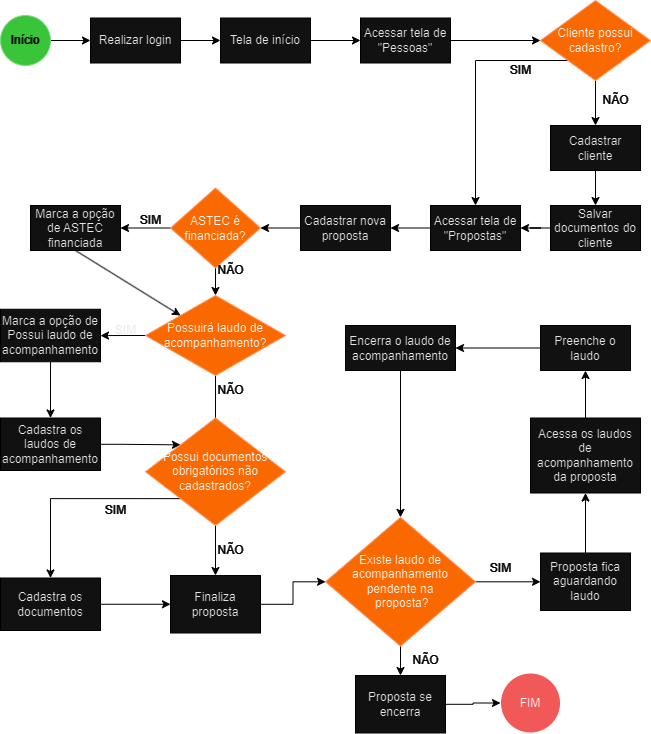 Início
Realizar login
Tela de início
Acessar tela de
"Pessoas"
Cliente possui
cadastro?
SIM
NÃO
Cadastrar
cliente
Salvar
documentos do
cliente
Acessar tela de
"Propostas"
Cadastrar nova
proposta
ASTEC é
financiada?
SIM
Marca a opção
de ASTEC
financiada
NÃO
Possuirá laudo de
acompanhamento?
SIM
Marca a opção de
Possui laudo de
acompanhamento
NÃO
Cadastra os
laudos de
acompanhamento
Possui documentos
obrigatórios não
cadastrados?
SIM
NÃO
Cadastra os
documentos
Finaliza
proposta
Existe laudo de
acompanhamento
pendente na
proposta?
SIM
Proposta fica
aguardando
laudo
Acessa os laudos
de
acompanhamento
da proposta
Preenche o
laudo
Encerra o laudo de
acompanhamento
NÃO
Proposta se
encerra
FIM